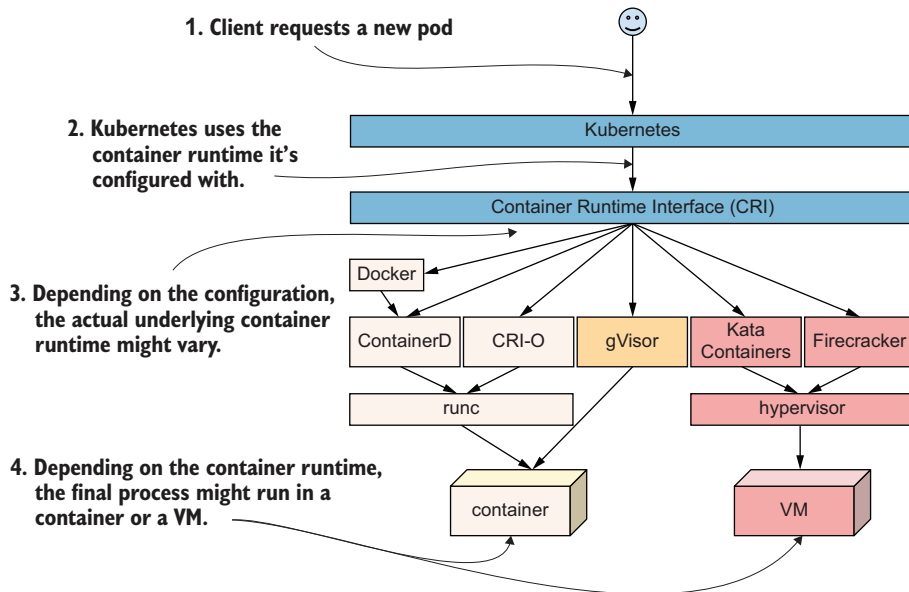 1. Client requests a new pod
Kubernetes
2. Kubernetes uses the
container runtime it's
configured with.
Container Runtime Interface (CRI)
Docker
3. Depending on the configuration,
the actual underlying container
runtime might vary.
ContainerD
CRI-O
gVisor
Kata
Containers
Firecracker
runc
hypervisor
4. Depending on the container runtime,
the final process might run in a
container or a VM.
container
VM